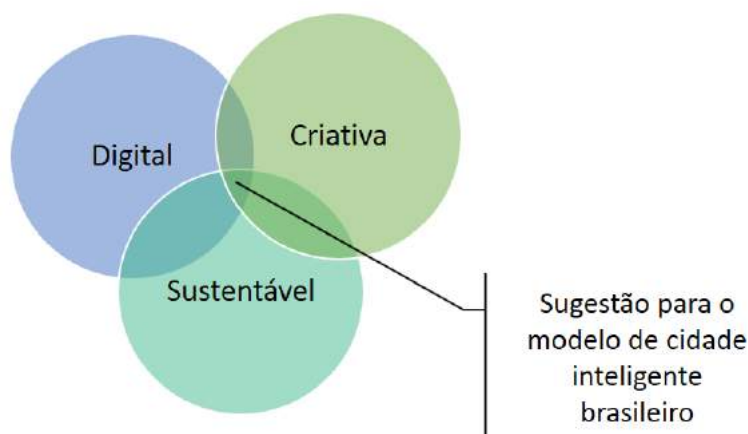 Digital
Criativa
Sustentável
Sugestão para o
modelo de cidade
inteligente
brasileiro